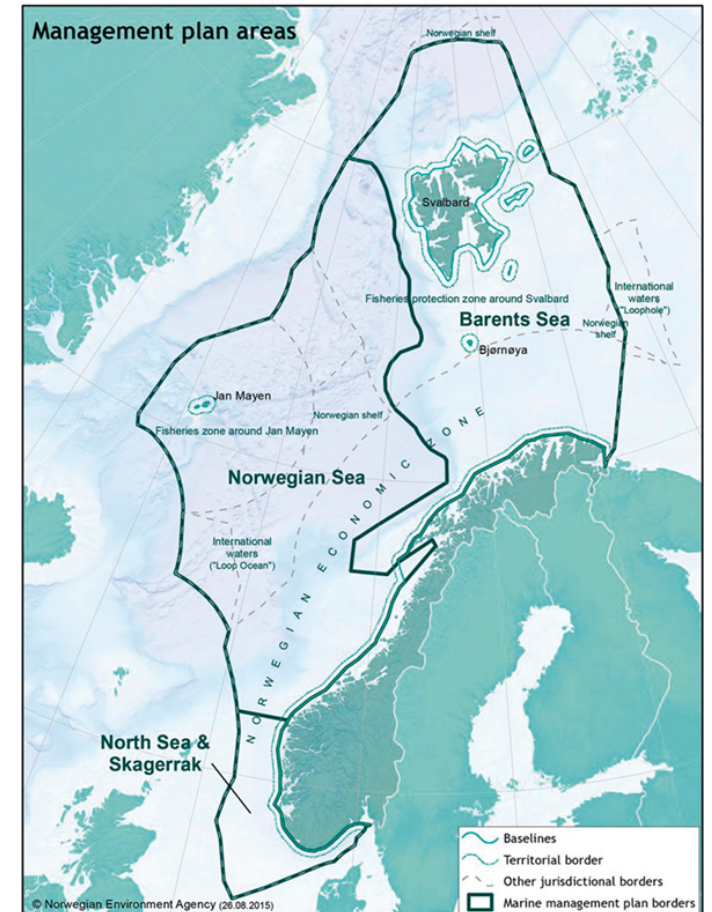 Management plan areas
Norwegian shelf
Svalbard
Fisheries protection zone around Svalbard
International
waters
("Loophole")
Barents Sea
Norwegian
shelf
Bjørnøya
Jan Mayen
Norwegian shelf
Fisheries zone around Jan Mayen
Norwegian Sea
International
waters
("Loop Ocean")
NORWEGIAN ECONOMIC ZONE
North Sea &
Skagerrak
Baselines
Territorial border
Other jurisdictional borders
Marine management plan borders
© Norwegian Environment Agency (26.08.2015)